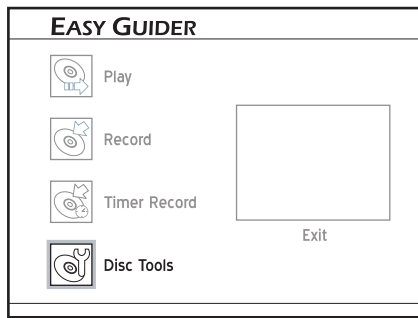 EASY GUIDER
Play
Record
Timer Record
Exit
Disc Tools